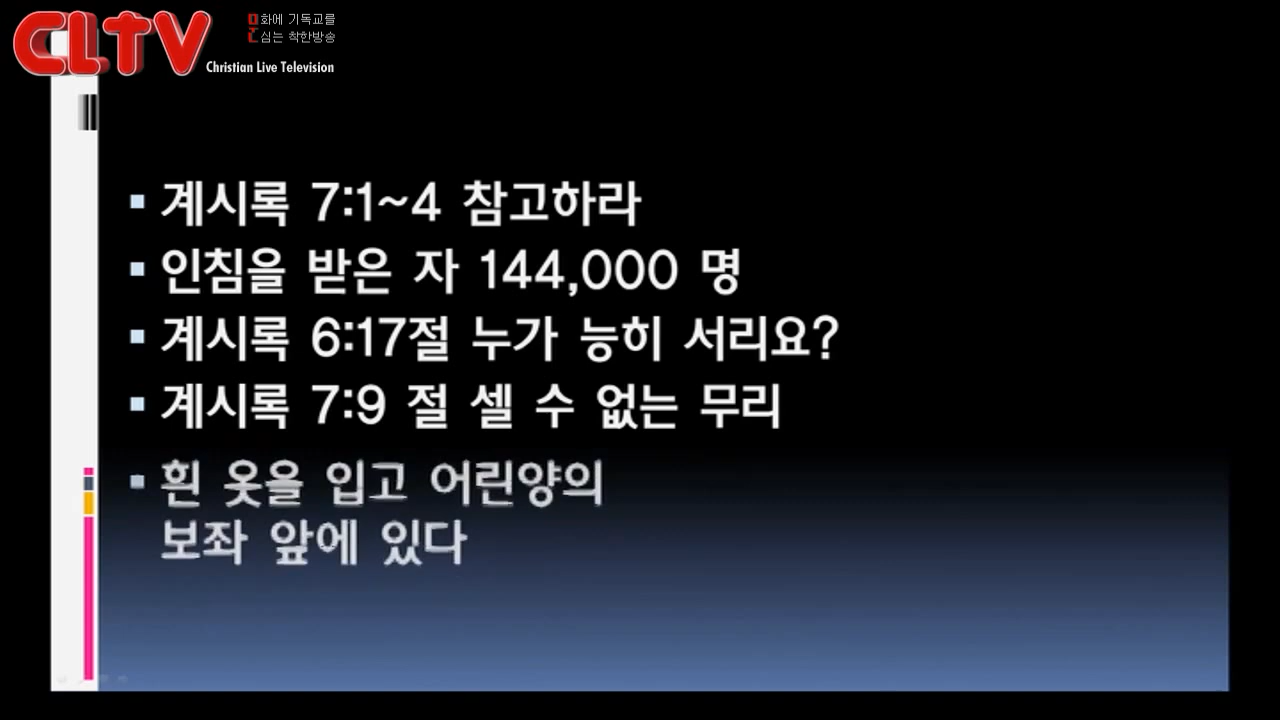 CLTV
문화에 기독교를
심는 착한방송
Christian Live Television
계시록 7:1~4 참고하라
인침을 받은 자 144,000 명
계시록 6:17절 누가 능히 서리요?
계시록 7:9 절 셀 수 없는 무리
흰 옷을 입고 어린양의
보좌 앞에 있다